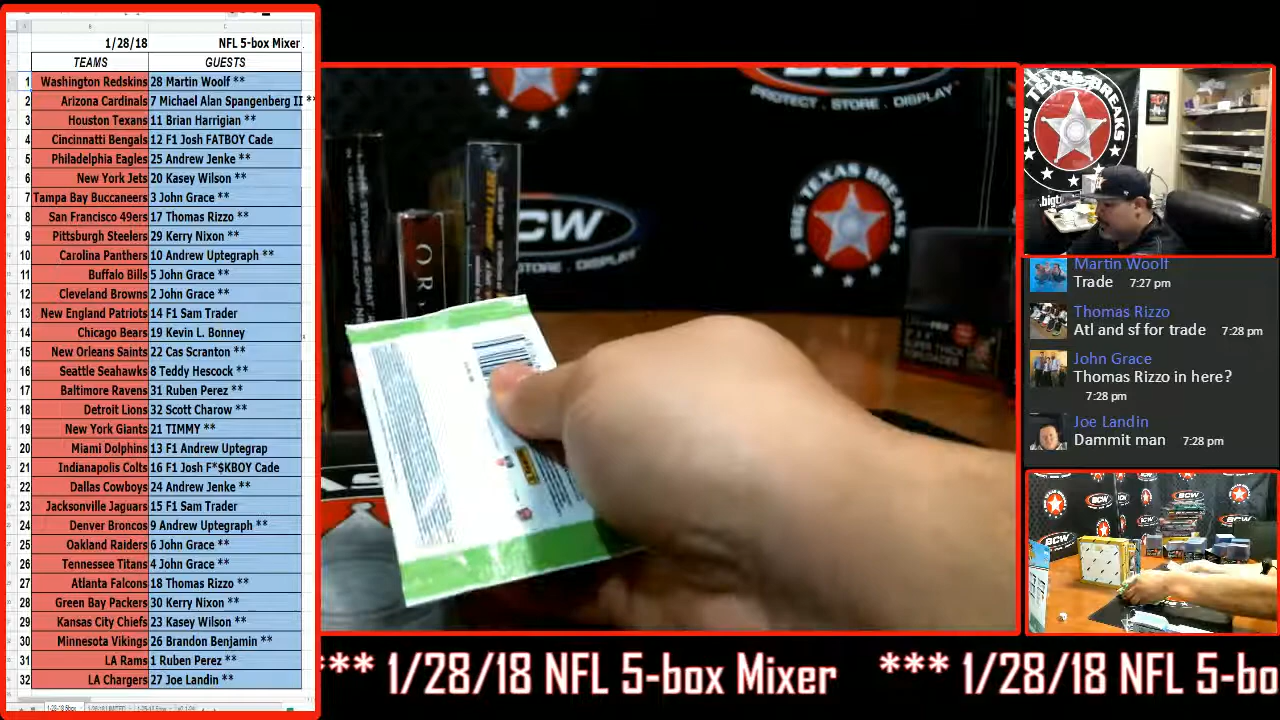 1/28/18 NFL 5-box Mixer
TEAMS GUESTS
1 Washington Redskins 28 Martin Woolf **
2 Arizona Cardinals 7 Michael Alan Spangenberg II **
3 Houston Texans 11 Brian Harrigian **
4 Cincinnatti Bengals 12 F1 Josh FATBOY Cade
5 Philadelphia Eagles 25 Andrew Jenke **
6 New York Jets 20 Kasey Wilson **
7 Tampa Bay Buccaneers 3 John Grace **
8 San Francisco 49ers 17 Thomas Rizzo **
9 Pittsburgh Steelers 29 Kerry Nixon **
10 Carolina Panthers 10 Andrew Uptegraph **
11 Buffalo Bills 5 John Grace **
12 Cleveland Browns 2 John Grace **
13 New England Patriots 14 F1 Sam Trader
14 Chicago Bears 19 Kevin L. Bonney
15 New Orleans Saints 22 Cas Scranton **
16 Seattle Seahawks 8 Teddy Hescock **
17 Baltimore Ravens 31 Ruben Perez **
18 Detroit Lions 32 Scott Charow **
19 New York Giants 21 TIMMY **
20 Miami Dolphins 13 F1 Andrew Uptegrap
21 Indianapolis Colts 16 F1 Josh F*$KBOY Cade
22 Dallas Cowboys 24 Andrew Jenke **
23 Jacksonville Jaguars 15 F1 Sam Trader
24 Denver Broncos 9 Andrew Uptegraph **
25 Oakland Raiders 6 John Grace **
26 Tennessee Titans 4 John Grace **
27 Atlanta Falcons 18 Thomas Rizzo **
28 Green Bay Packers 30 Kerry Nixon **
29 Kansas City Chiefs 23 Kasey Wilson **
30 Minnesota Vikings 26 Brandon Benjamin **
31 LA Rams 1 Ruben Perez **
32 LA Chargers 27 Joe Landin **
PROTECT . STORE . DISPLAY
BIG TEXAS BREAKS
BCW
STORE . DISPLAY
Martin Woolf
Trade 7:27 pm
Thomas Rizzo
Atl and sf for trade 7:28 pm
John Grace
Thomas Rizzo in here?
7:28 pm
Joe Landin
Dammit man 7:28 pm
BCW
*** 1/28/18 NFL 5-box Mixer *** 1/28/18 NFL 5-bo